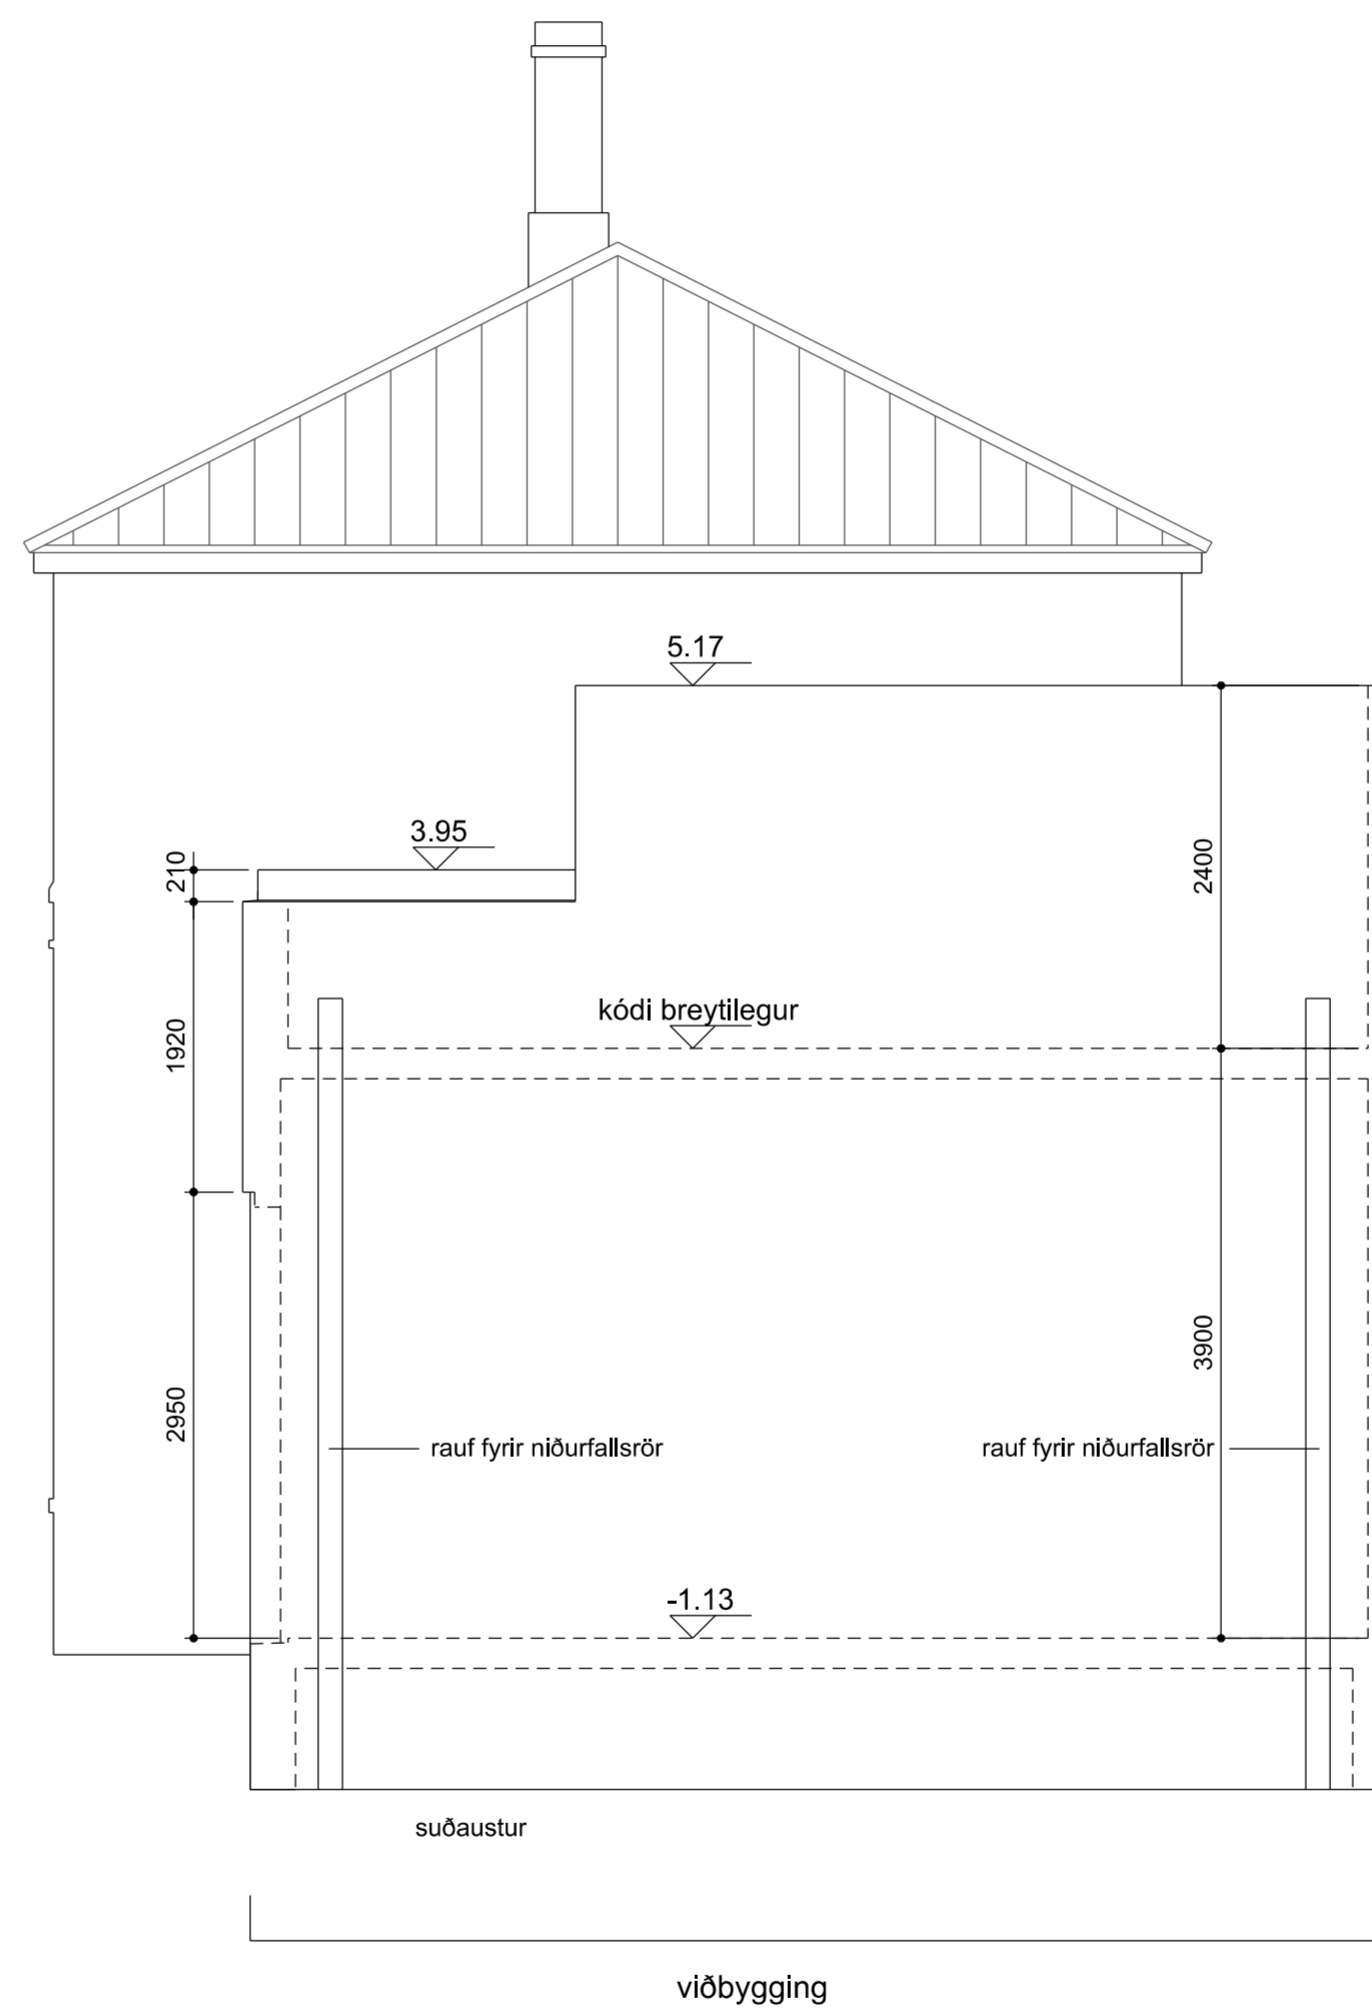 5.17
3.95
210
2400
kódi breytilegur
1920
3900
2950
rauf fyrir niðurfallsrör
rauf fyrir niðurfallsrör
-1.13
suðaustur
viðbygging